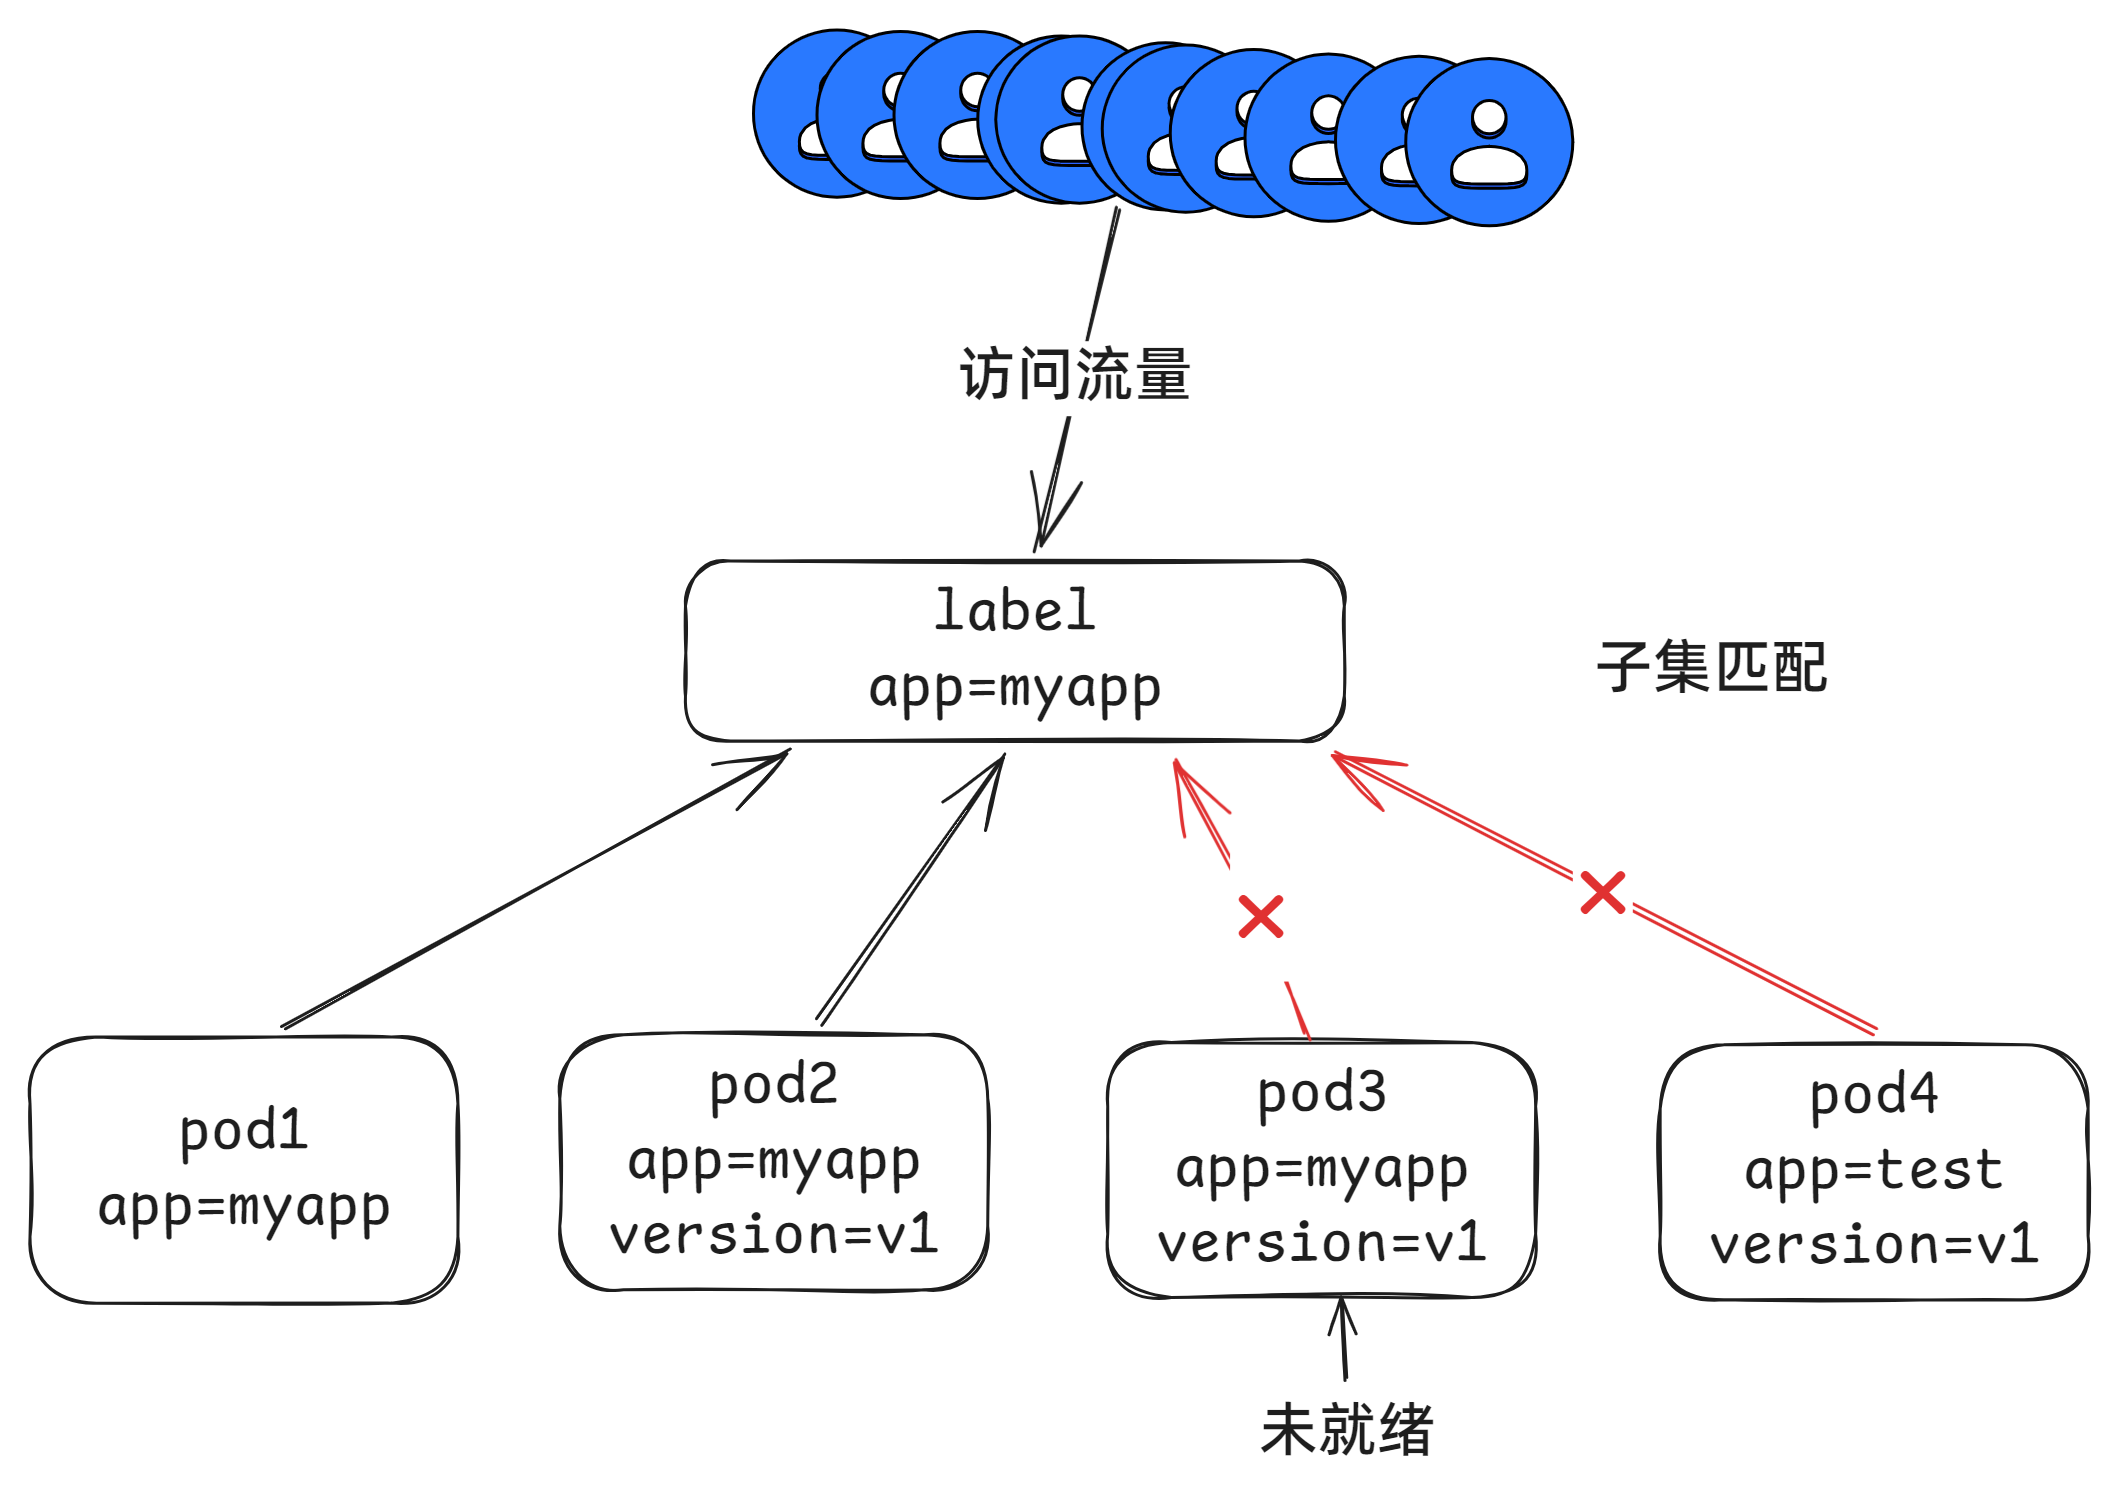 访问流量
label
app=myapp
子集匹配
pod1
app=myapp
pod2
app=myapp
version=v1
pod3
app=myapp
version=v1
pod4
app=test
version=v1
未就绪